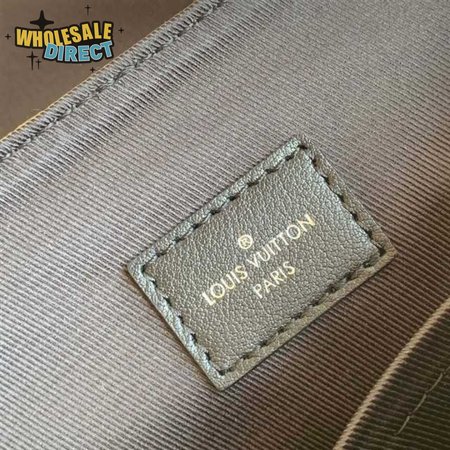 WHOLESALE
DIRECT
®
LOUIS VUITTON
PARIS